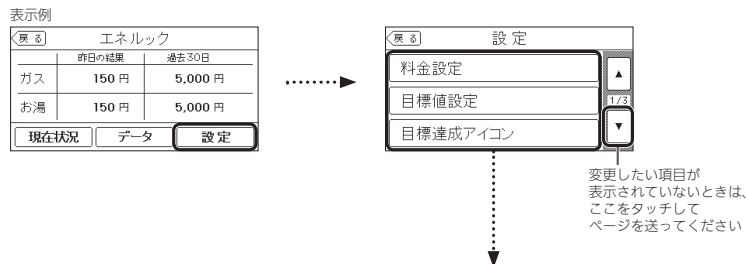 表示例
戻る エネルック
昨日の結果 過去30日
ガス 150 円 5,000 円
お湯 150 円 5,000 円
現在状況 データ 設定
戻る 設定
料金設定
目標値設定
目標達成アイコン
▲
1/3
▼
変更したい項目が
表示されていないときは、
ここをタッチして
ページを送ってください